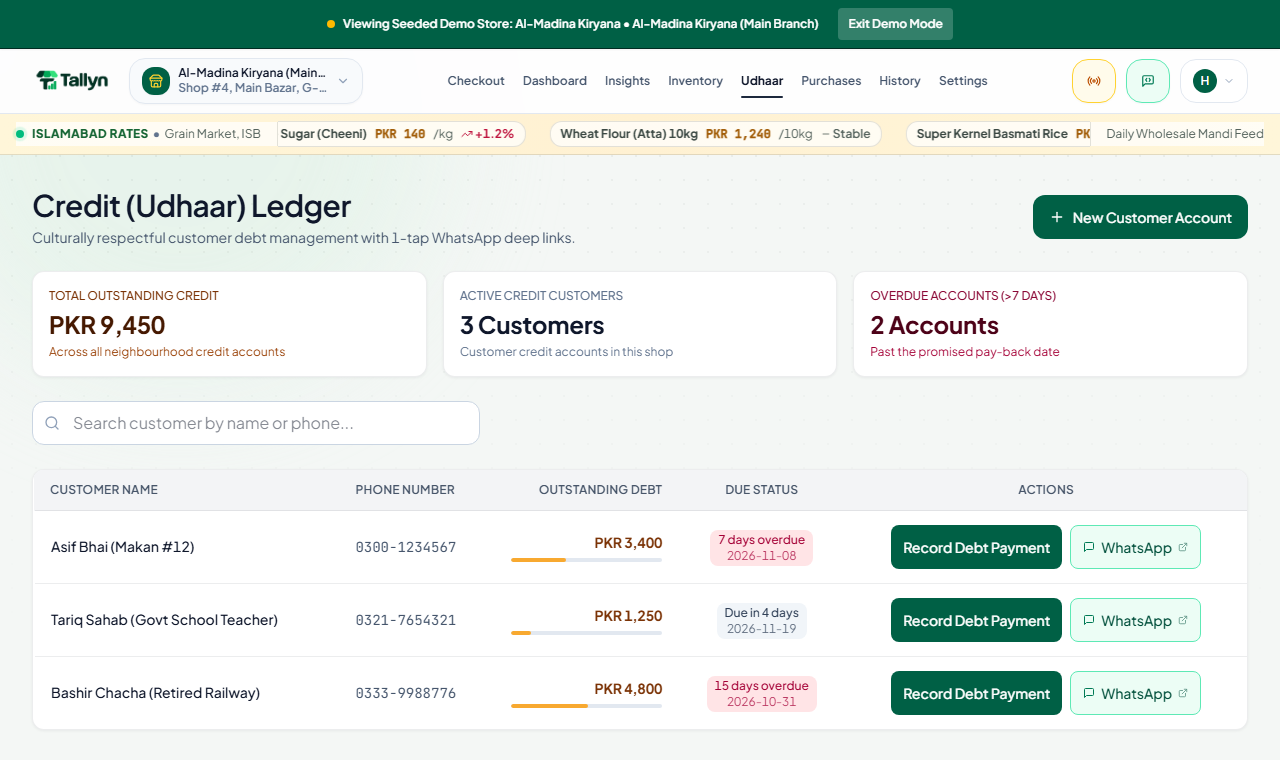 Viewing Seeded Demo Store: Al-Madina Kiryana • Al-Madina Kiryana (Main Branch)
Exit Demo Mode
Tallyn
Al-Madina Kiryana (Main...
Shop #4, Main Bazar, G-...
Checkout
Dashboard
Insights
Inventory
Udhaar
Purchases
History
Settings
H
ISLAMABAD RATES • Grain Market, ISB
Sugar (Cheeni) PKR 140 /kg +1.2%
Wheat Flour (Atta) 10kg PKR 1,240 /10kg — Stable
Super Kernel Basmati Rice PK
Daily Wholesale Mandi Feed
Credit (Udhaar) Ledger
Culturally respectful customer debt management with 1-tap WhatsApp deep links.
+ New Customer Account
TOTAL OUTSTANDING CREDIT
PKR 9,450
Across all neighbourhood credit accounts
ACTIVE CREDIT CUSTOMERS
3 Customers
Customer credit accounts in this shop
OVERDUE ACCOUNTS (>7 DAYS)
2 Accounts
Past the promised pay-back date
Search customer by name or phone...
CUSTOMER NAME PHONE NUMBER OUTSTANDING DEBT DUE STATUS ACTIONS
Asif Bhai (Makan #12) 0300-1234567 PKR 3,400 7 days overdue
2026-11-08
Record Debt Payment WhatsApp
Tariq Sahab (Govt School Teacher) 0321-7654321 PKR 1,250 Due in 4 days
2026-11-19
Record Debt Payment WhatsApp
Bashir Chacha (Retired Railway) 0333-9988776 PKR 4,800 15 days overdue
2026-10-31
Record Debt Payment WhatsApp